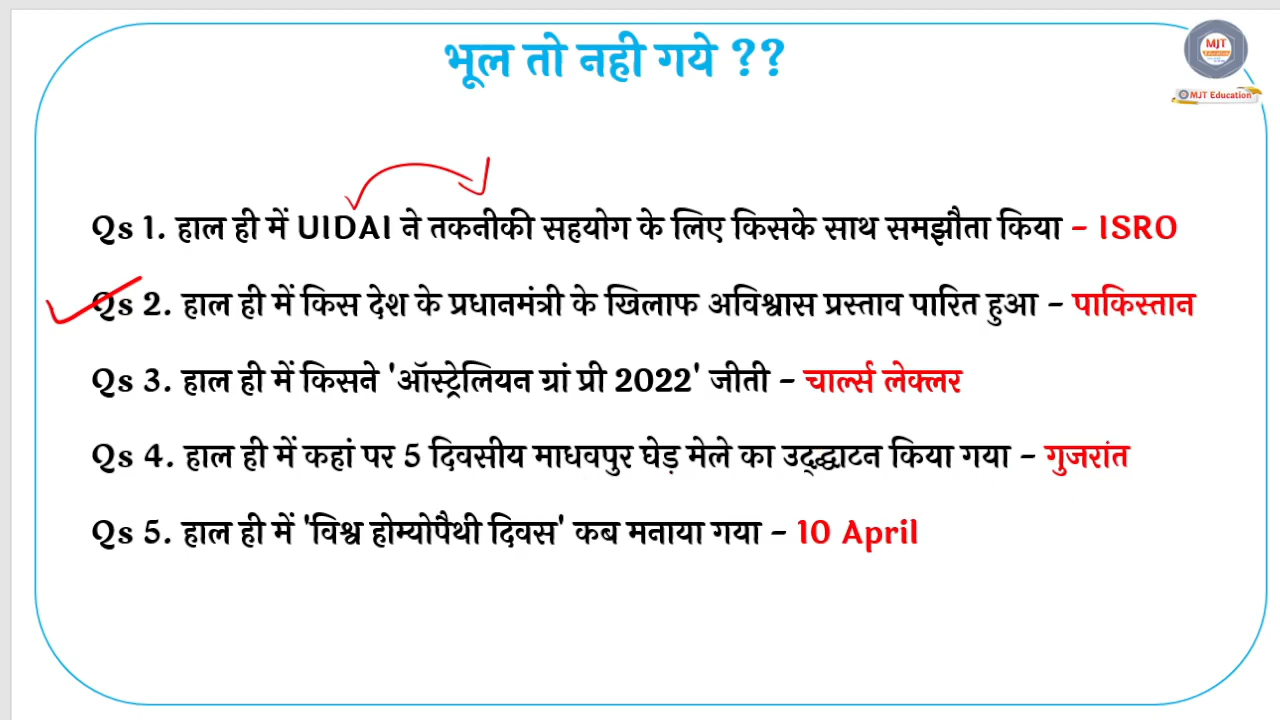 भूल तो नही गये ??
MJT
Education
MJT Education
Qs 1. हाल ही में UIDAI ने तकनीकी सहयोग के लिए किसके साथ समझौता किया – ISRO
Qs 2. हाल ही में किस देश के प्रधानमंत्री के खिलाफ अविश्वास प्रस्ताव पारित हुआ – पाकिस्तान
Qs 3. हाल ही में किसने 'ऑस्ट्रेलियन ग्रां प्री 2022' जीती – चार्ल्स लेक्लर
Qs 4. हाल ही में कहां पर 5 दिवसीय माधवपुर घेड़ मेले का उद्घाटन किया गया – गुजरांत
Qs 5. हाल ही में 'विश्व होम्योपैथी दिवस' कब मनाया गया – 10 April